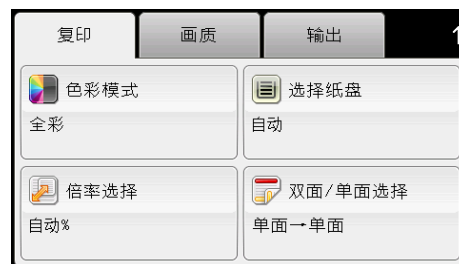 复印 画质 输出
色彩模式 选择纸盘
全彩 自动
倍率选择 双面/单面选择
自动% 单面→单面